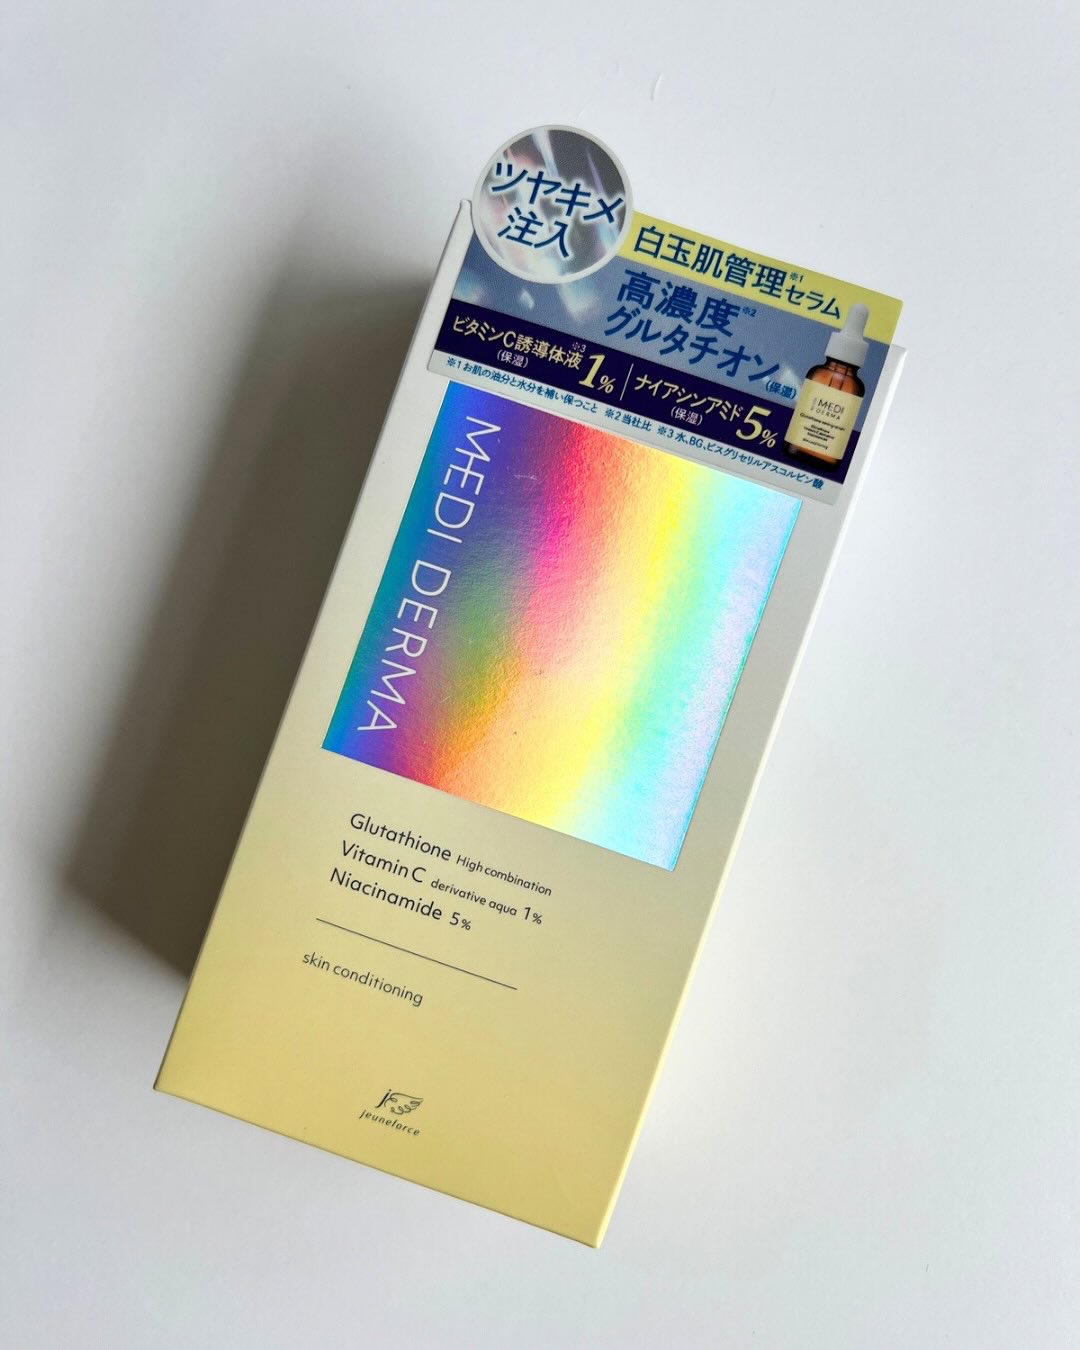 ツヤキメ
注入
白玉肌管理※1セラム
高濃度※2
グルタチオン(保湿)
ビタミンC誘導体液※3 1%
(保湿)
ナイアシンアミド5%
(保湿)
※1 お肌の油分と水分を補い保つこと ※2 当社比 ※3 水、BG、ビスグリセリルアスコルビン酸
MEDI
DERMA
MEDI DERMA
Glutathione High combination
Vitamin C derivative aqua 1%
Niacinamide 5%
skin conditioning
jeuneforce